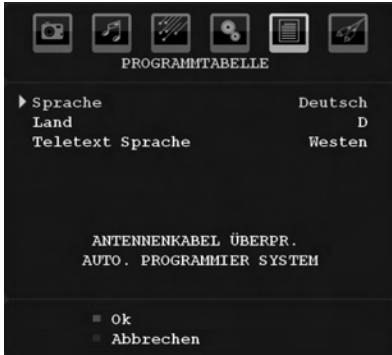 PROGRAMMTABELLE
Sprache Deutsch
Land D
Teletext Sprache Westen
ANTENNENKABEL ÜBERPR.
AUTO. PROGRAMMIER SYSTEM
Ok
Abbrechen